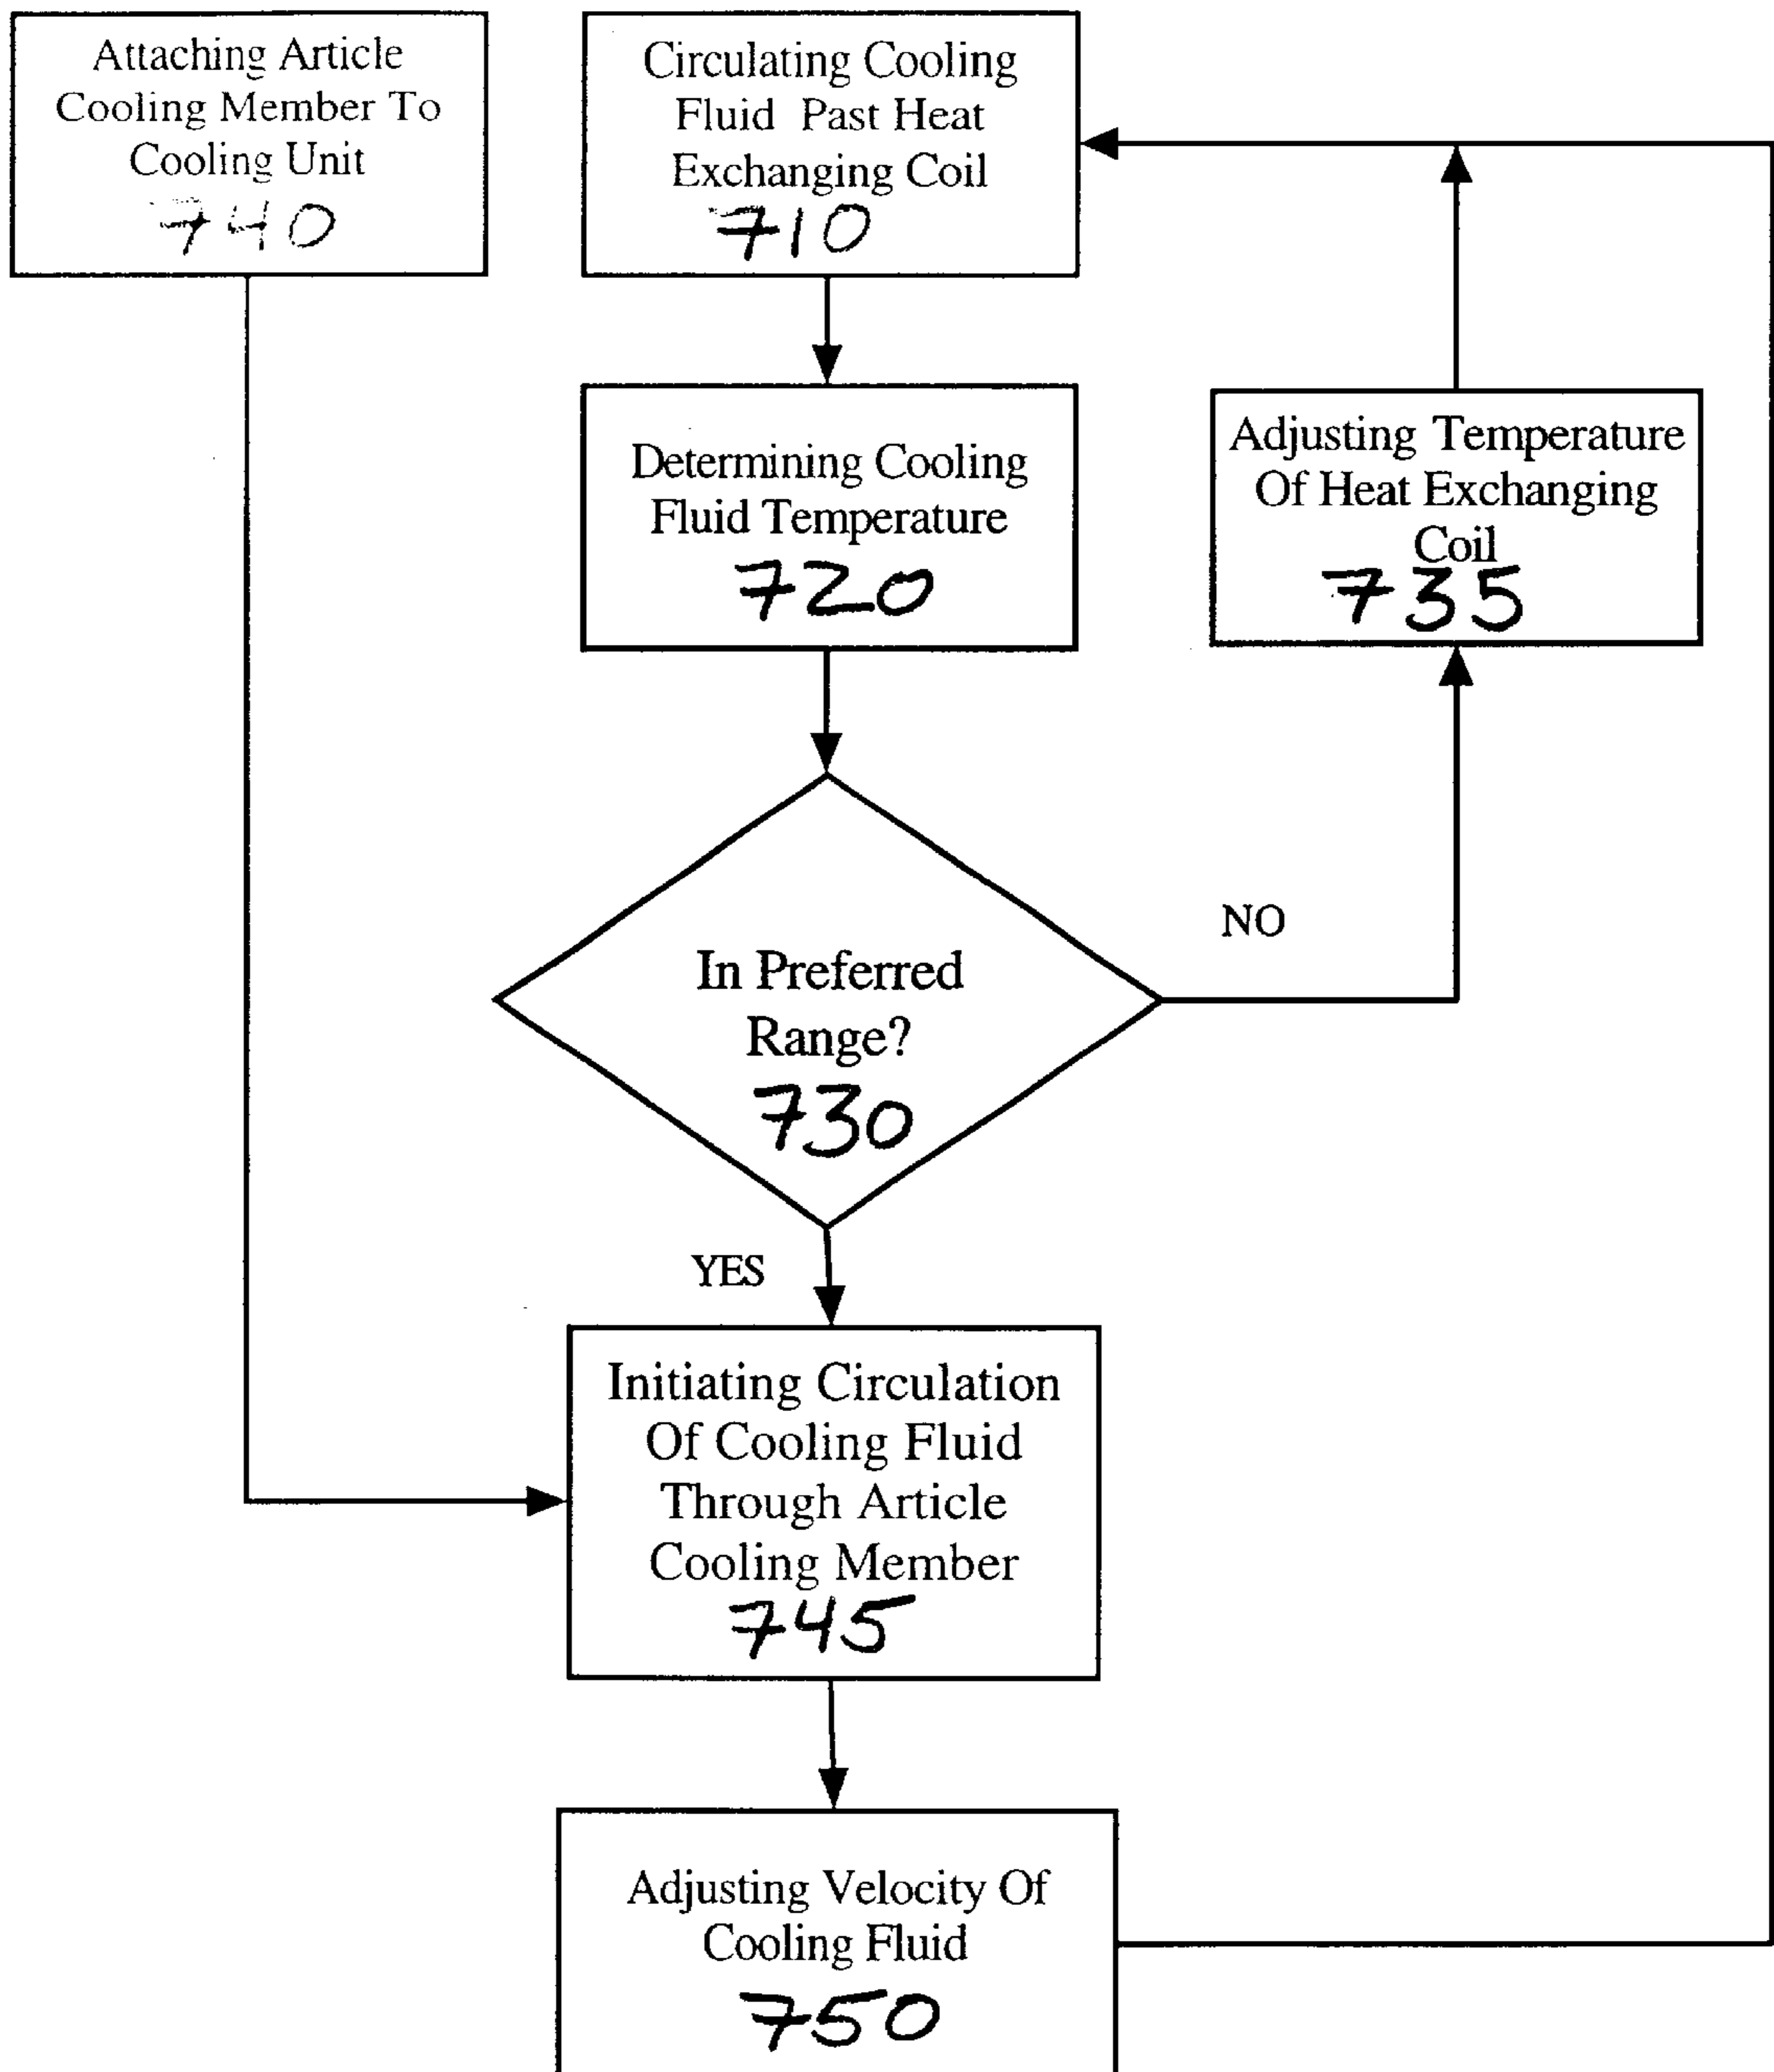 Attaching Article
Cooling Member To
Cooling Unit
740
Circulating Cooling
Fluid Past Heat
Exchanging Coil
710
Determining Cooling
Fluid Temperature
720
Adjusting Temperature
Of Heat Exchanging
Coil
735
In Preferred
Range?
730
NO
YES
Initiating Circulation
Of Cooling Fluid
Through Article
Cooling Member
745
Adjusting Velocity Of
Cooling Fluid
750